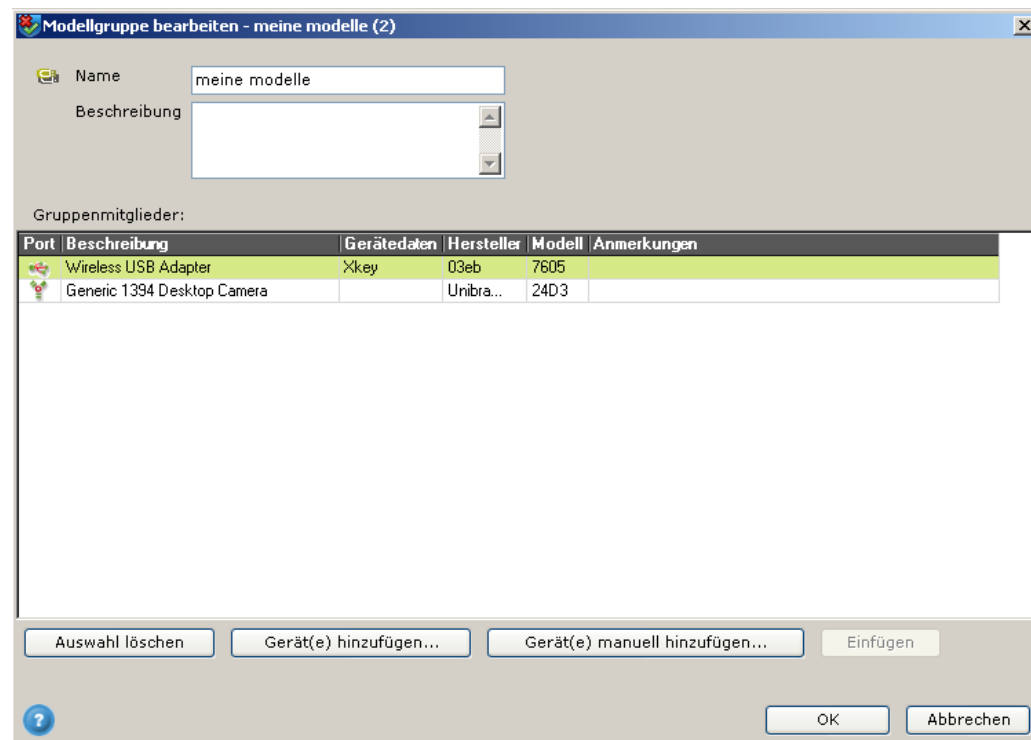 Modellgruppe bearbeiten - meine modelle (2)
Name
meine modelle
Beschreibung
Gruppenmitglieder:
Port Beschreibung Gerätedaten Hersteller Modell Anmerkungen
Wireless USB Adapter Xkey 03eb 7605
Generic 1394 Desktop Camera Unibra... 24D3
Auswahl löschen Gerät(e) hinzufügen... Gerät(e) manuell hinzufügen... Einfügen
? OK Abbrechen